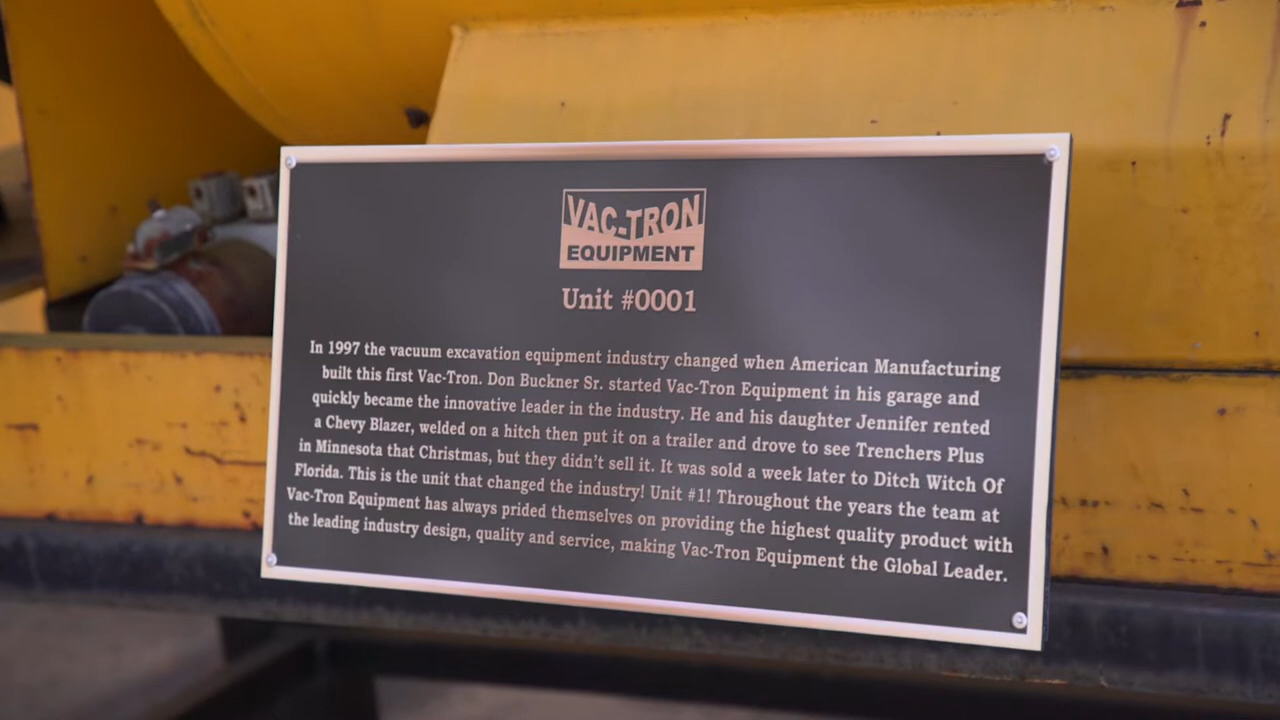 VAC-TRON
EQUIPMENT
Unit #0001
In 1997 the vacuum excavation equipment industry changed when American Manufacturing
built this first Vac-Tron. Don Buckner Sr. started Vac-Tron Equipment in his garage and
quickly became the innovative leader in the industry. He and his daughter Jennifer rented
a Chevy Blazer, welded on a hitch then put it on a trailer and drove to see Trenchers Plus
in Minnesota that Christmas, but they didn't sell it. It was sold a week later to Ditch Witch Of
Florida. This is the unit that changed the industry! Unit #1! Throughout the years the team at
Vac-Tron Equipment has always prided themselves on providing the highest quality product with
the leading industry design, quality and service, making Vac-Tron Equipment the Global Leader.